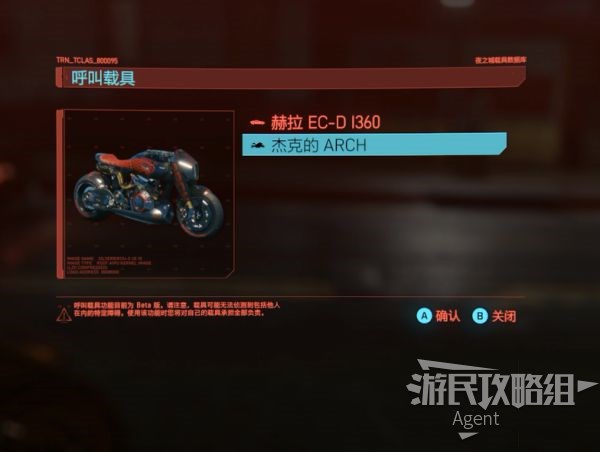 TRN_TCLAS_800095
夜之城载具数据库
呼叫载具
赫拉 EC-D I360
杰克的 ARCH
呼叫载具功能目前为 Beta 版。请注意,载具可能无法侦测到包括他人
在内的特定障碍。使用该功能时您将对自己的载具承担全部负责。
A 确认 B 关闭
游民攻略组
Agent